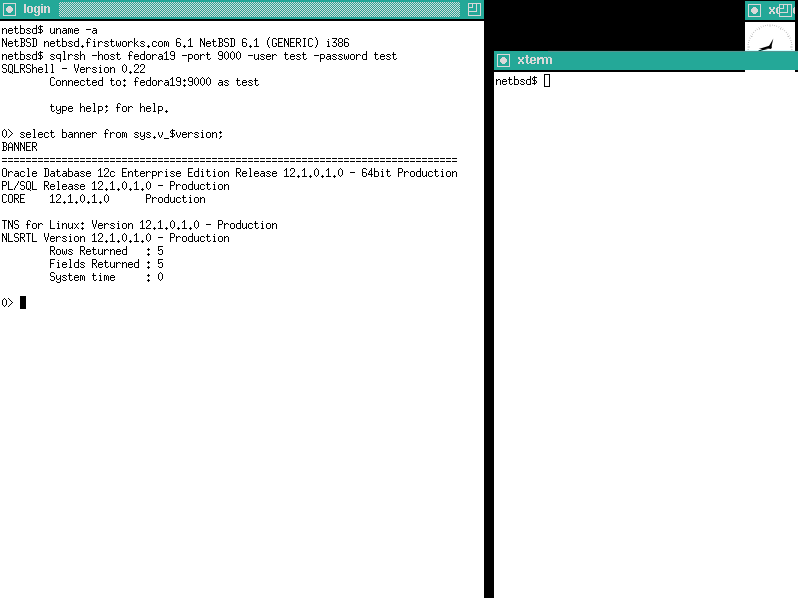 login
netbsd$ uname -a
NetBSD netbsd.firstworks.com 6.1 NetBSD 6.1 (GENERIC) i386
netbsd$ sqlrsh -host fedora19 -port 9000 -user test -password test
SQLRShell - Version 0.22
Connected to: fedora19:9000 as test
type help; for help.
0> select banner from sys.v_$version;
BANNER
============================================================================
Oracle Database 12c Enterprise Edition Release 12.1.0.1.0 - 64bit Production
PL/SQL Release 12.1.0.1.0 - Production
CORE    12.1.0.1.0      Production
TNS for Linux: Version 12.1.0.1.0 - Production
NLSRTL Version 12.1.0.1.0 - Production
Rows Returned   : 5
Fields Returned : 5
System time     : 0
0>
xterm
netbsd$